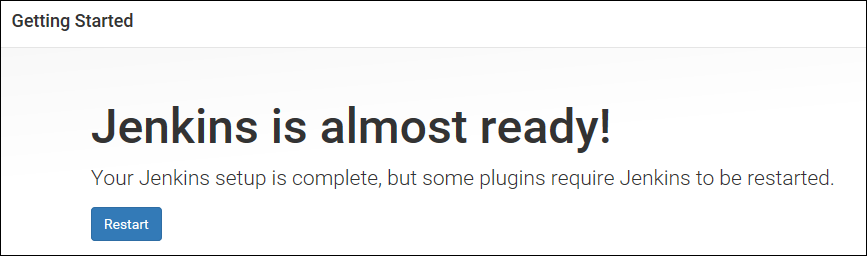 Getting Started
Jenkins is almost ready!
Your Jenkins setup is complete, but some plugins require Jenkins to be restarted.
Restart